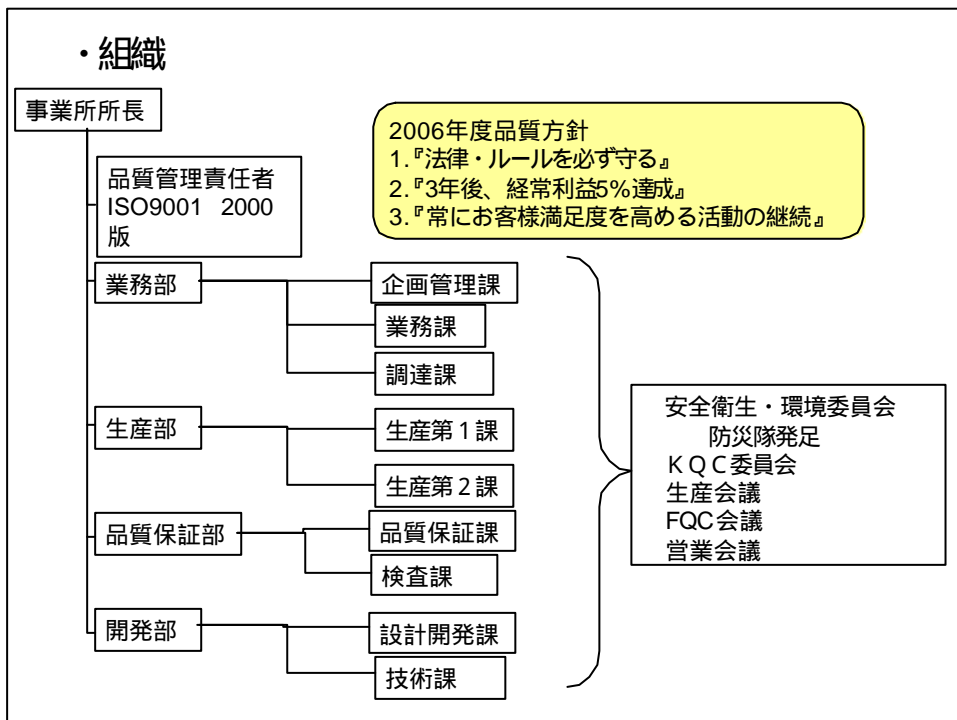 ・組織
事業所所長
2006年度品質方針
1.『法律・ルールを必ず守る』
2.『3年後、経常利益5%達成』
3.『常にお客様満足度を高める活動の継続』
品質管理責任者
ISO9001 2000
版
業務部
企画管理課
業務課
調達課
生産部
生産第1課
生産第2課
品質保証部
品質保証課
検査課
開発部
設計開発課
技術課
安全衛生・環境委員会
防災隊発足
KQC委員会
生産会議
FQC会議
営業会議